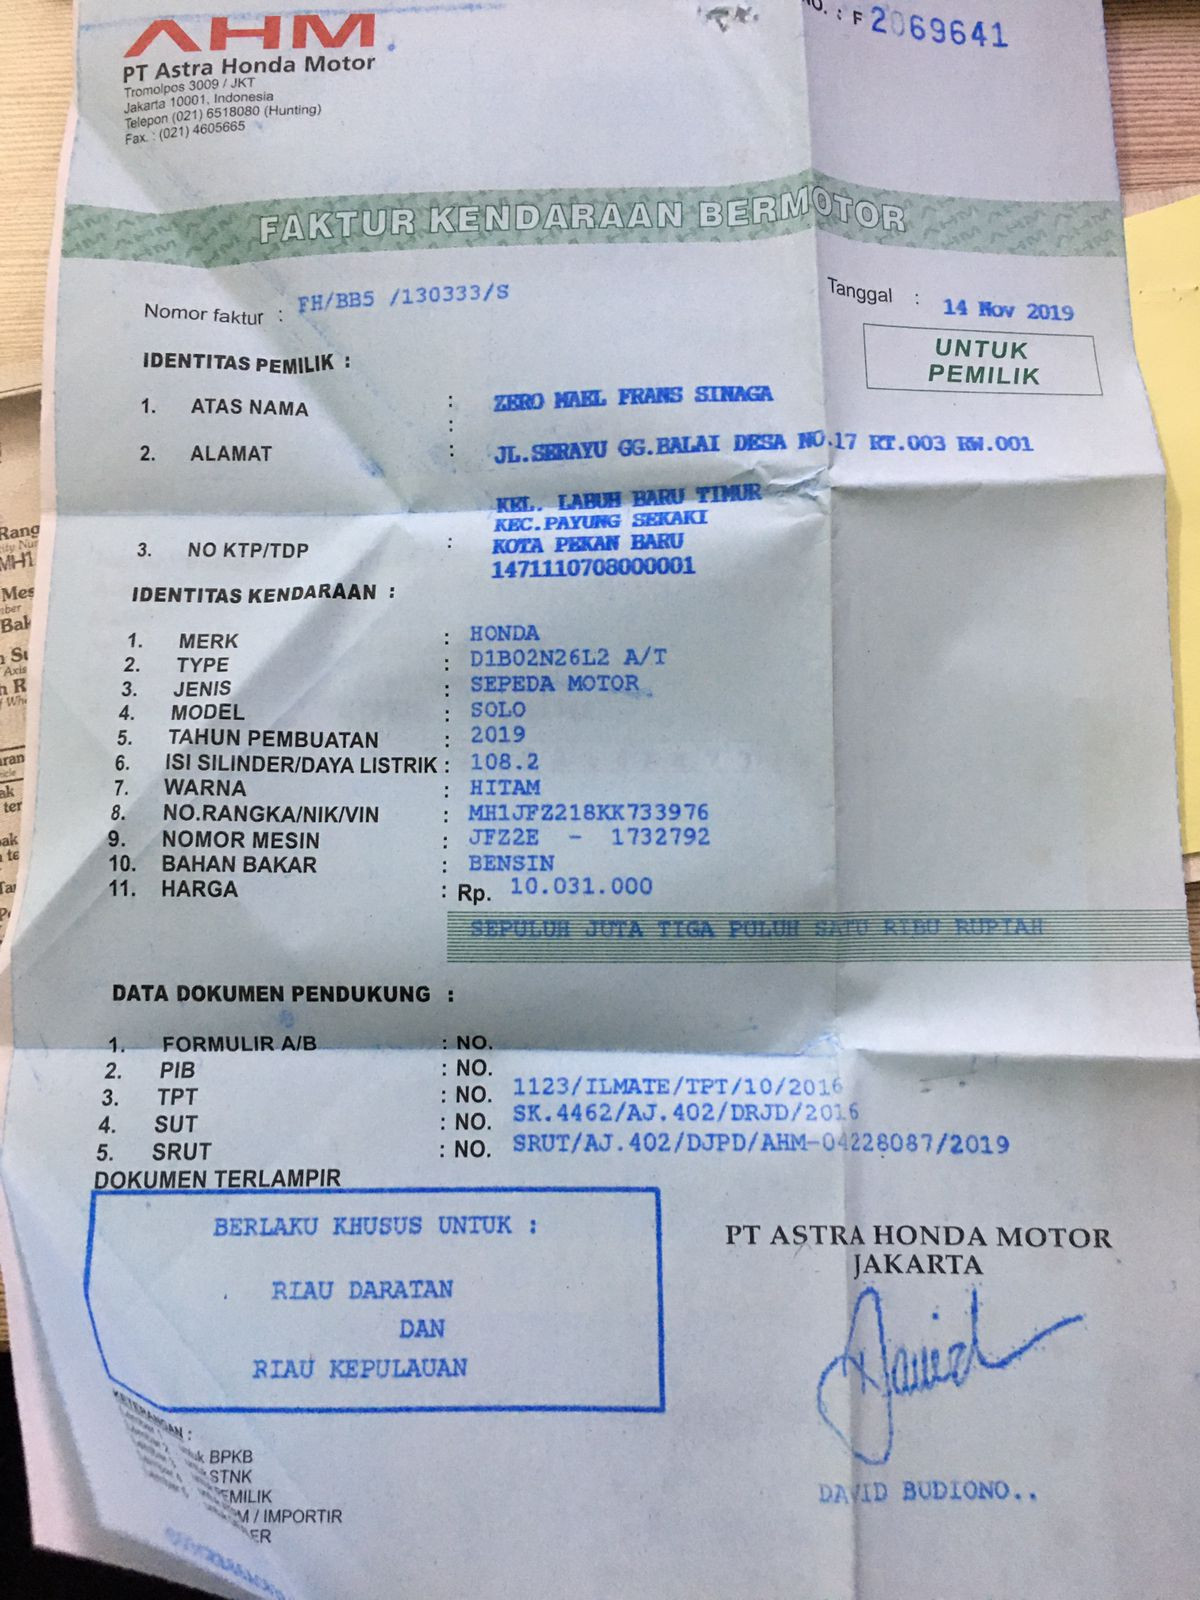 AHM
PT Astra Honda Motor
Tromolpos 3009 / JKT
Jakarta 10001, Indonesia
Telepon (021) 6518080 (Hunting)
Fax. : (021) 4605665
NO. : F 2069641
FAKTUR KENDARAAN BERMOTOR
Nomor faktur : FH/BB5 /130333/S
Tanggal : 14 Nov 2019
UNTUK
PEMILIK
IDENTITAS PEMILIK :
1. ATAS NAMA : ZERO MAEL FRANS SINAGA
:
2. ALAMAT : JL.SERAYU GG.BALAI DESA NO.17 RT.003 RW.001
KEL. LABUH BARU TIMUR
KEC.PAYUNG SEKAKI
3. NO KTP/TDP : KOTA PEKAN BARU
1471110708000001
IDENTITAS KENDARAAN :
1. MERK : HONDA
2. TYPE : D1B02N26L2 A/T
3. JENIS : SEPEDA MOTOR
4. MODEL : SOLO
5. TAHUN PEMBUATAN : 2019
6. ISI SILINDER/DAYA LISTRIK : 108.2
7. WARNA : HITAM
8. NO.RANGKA/NIK/VIN : MH1JFZ218KK733976
9. NOMOR MESIN : JFZ2E - 1732792
10. BAHAN BAKAR : BENSIN
11. HARGA : Rp. 10.031.000
SEPULUH JUTA TIGA PULUH SATU RIBU RUPIAH
DATA DOKUMEN PENDUKUNG :
1. FORMULIR A/B : NO.
2. PIB : NO.
3. TPT : NO. 1123/ILMATE/TPT/10/2016
4. SUT : NO. SK.4462/AJ.402/DRJD/2016
5. SRUT : NO. SRUT/AJ.402/DJPD/AHM-04228087/2019
DOKUMEN TERLAMPIR
BERLAKU KHUSUS UNTUK :
RIAU DARATAN
DAN
RIAU KEPULAUAN
PT ASTRA HONDA MOTOR
JAKARTA
David
DAVID BUDIONO..
KETERANGAN :
BPKB
STNK
EMILIK
M / IMPORTIR
ER